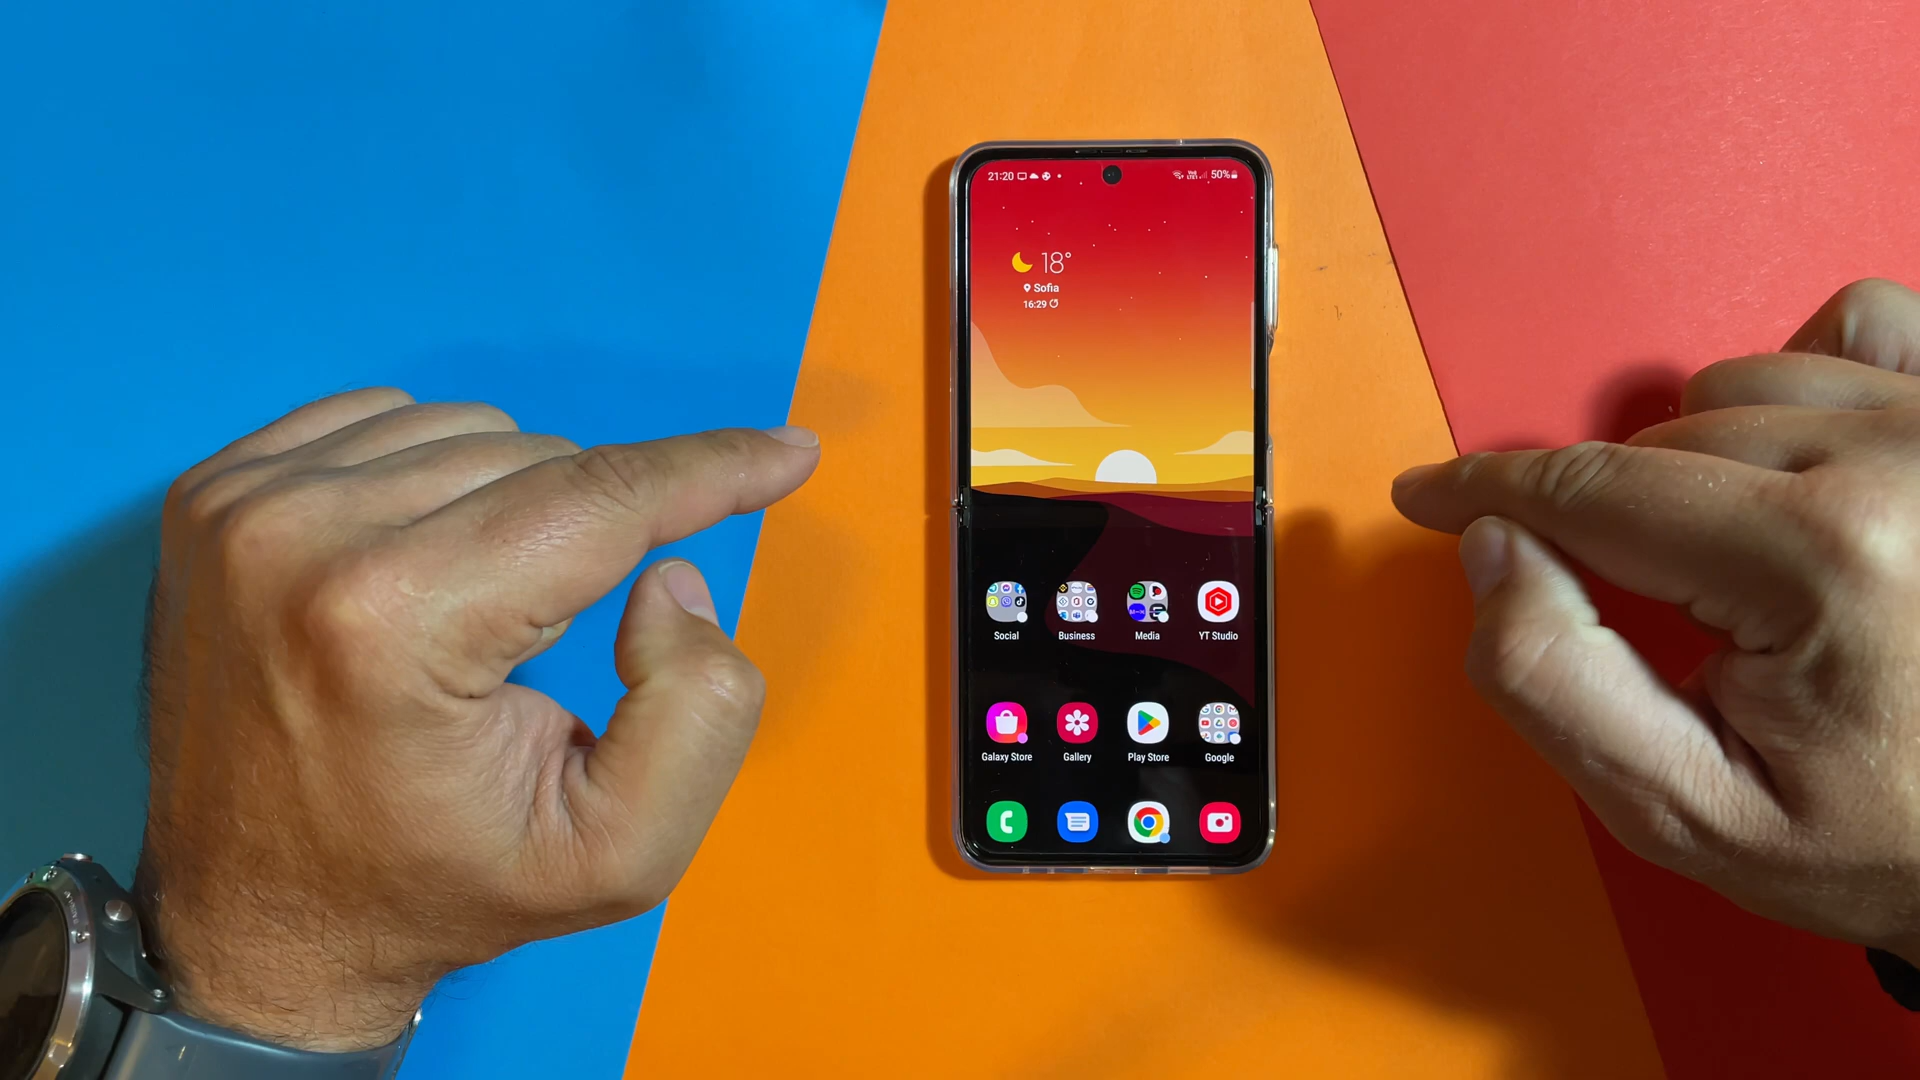 21:20
50%
18°
Sofia
16:29
Social
Business
Media
YT Studio
Galaxy Store
Gallery
Play Store
Google